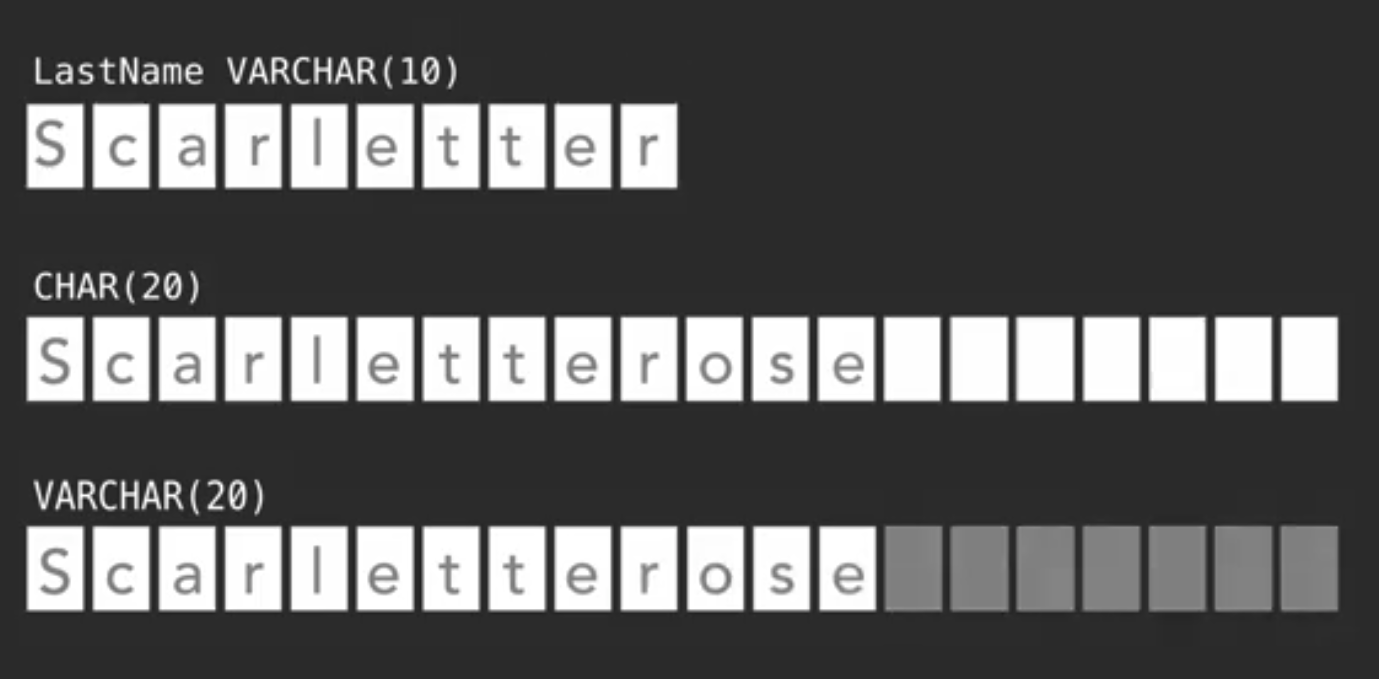 LastName VARCHAR(10)
Scarletter
CHAR(20)
Scarletterose
VARCHAR(20)
Scarletterose